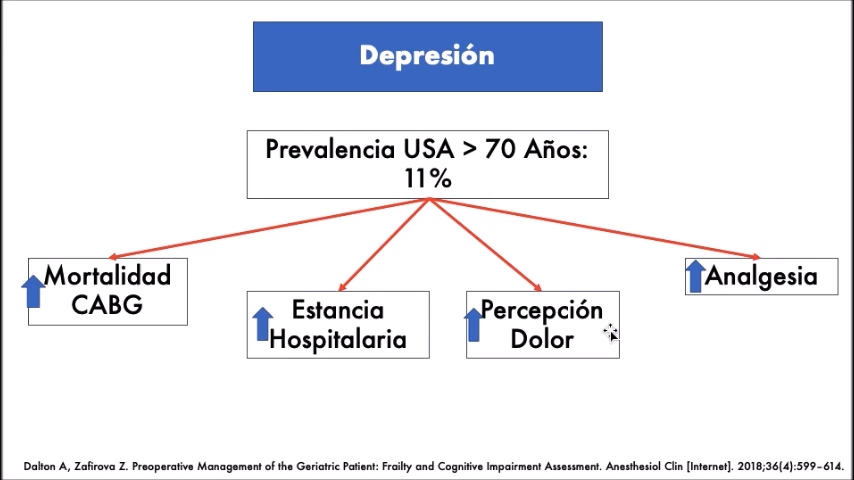 Depresión
Prevalencia USA > 70 Años:
11%
Mortalidad
CABG
Estancia
Hospitalaria
Percepción
Dolor
Analgesia
Dalton A, Zafirova Z. Preoperative Management of the Geriatric Patient: Frailty and Cognitive Impairment Assessment. Anesthesiol Clin [Internet]. 2018;36(4):599–614.